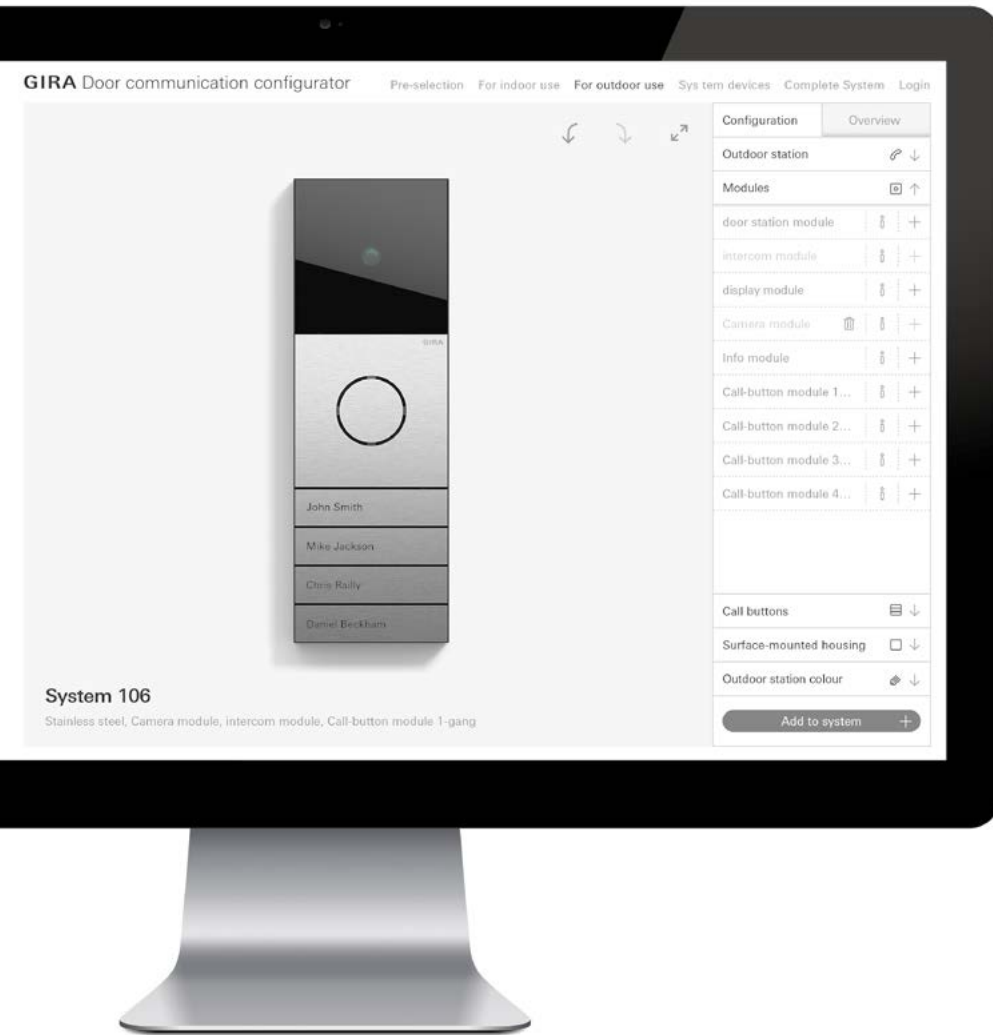 GIRA Door communication configurator
Pre-selection For indoor use For outdoor use Sys tem devices Complete System Login
Configuration Overview
Outdoor station
Modules
door station module
intercom module
display module
Camera module
Info module
Call-button module 1...
Call-button module 2...
Call-button module 3...
Call-button module 4...
Call buttons
Surface-mounted housing
Outdoor station colour
Add to system
GIRA
John Smith
Mike Jackson
Chris Railly
Daniel Beckham
System 106
Stainless steel, Camera module, intercom module, Call-button module 1-gang